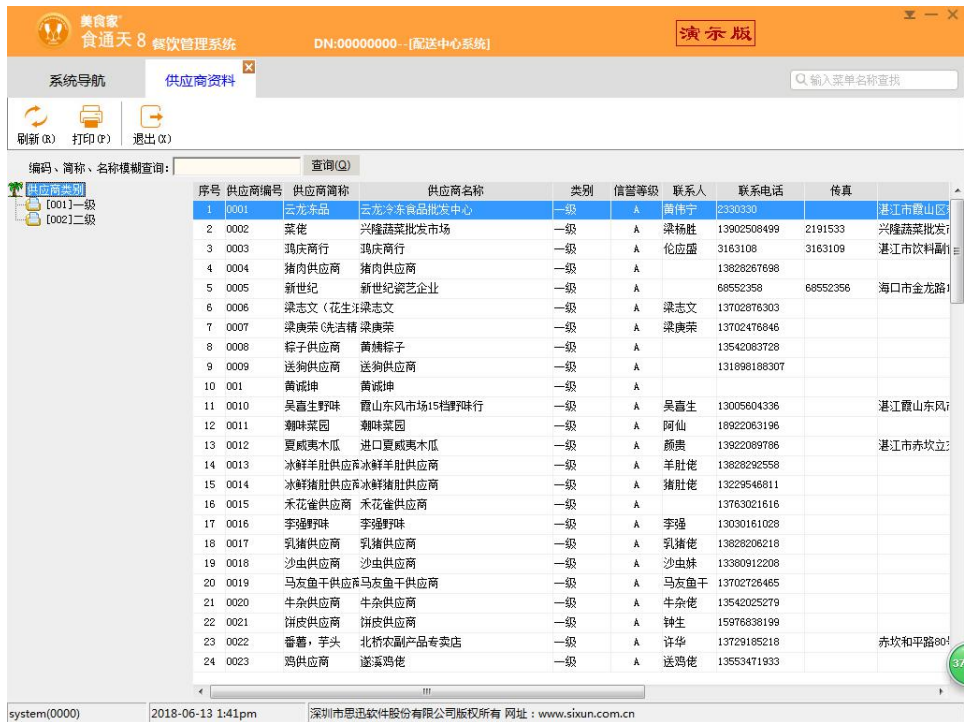 美食家
食通天 8 餐饮管理系统 DN:00000000--[配送中心系统] 演示版
系统导航 供应商资料 输入菜单名称查找
刷新(R) 打印(P) 退出(X)
编码、简称、名称模糊查询: 查询(Q)
供应商类别
[001]一级
[002]二级
序号 供应商编号 供应商简称 供应商名称 类别 信誉等级 联系人 联系电话 传真
1 0001 云龙冻品 云龙冷冻食品批发中心 一级 A 黄伟宁 2330330 湛江市霞山区
2 0002 菜佬 兴隆蔬菜批发市场 一级 A 梁杨胜 13902508499 2191533 兴隆蔬菜批发
3 0003 鸿庆商行 鸿庆商行 一级 A 伦应盛 3163108 3163109 湛江市饮料副
4 0004 猪肉供应商 猪肉供应商 一级 A 13828267698
5 0005 新世纪 新世纪瓷艺企业 一级 A 68552358 68552356 海口市金龙路
6 0006 梁志文（花生 梁志文 一级 A 梁志文 13702876303
7 0007 梁庚荣(洗洁精 梁庚荣 一级 A 梁庚荣 13702476846
8 0008 粽子供应商 黄姨粽子 一级 A 13542083728
9 0009 送狗供应商 送狗供应商 一级 A 131898188307
10 001 黄诚坤 黄诚坤 一级 A
11 0010 吴喜生野味 霞山东风市场15档野味行 一级 A 吴喜生 13005604336 湛江霞山东风
12 0011 潮味菜园 潮味菜园 一级 A 阿仙 18922063196
13 0012 夏威夷木瓜 进口夏威夷木瓜 一级 A 颜贵 13922089786 湛江市赤坎立
14 0013 冰鲜羊肚供应商 冰鲜羊肚供应商 一级 A 羊肚佬 13828292558
15 0014 冰鲜猪肚供应商 冰鲜猪肚供应商 一级 A 猪肚佬 13229546811
16 0015 禾花雀供应商 禾花雀供应商 一级 A 13763021616
17 0016 李强野味 李强野味 一级 A 李强 13030161028
18 0017 乳猪供应商 乳猪供应商 一级 A 乳猪佬 13828206218
19 0018 沙虫供应商 沙虫供应商 一级 A 沙虫妹 13380912208
20 0019 马友鱼干供应商 马友鱼干供应商 一级 A 马友鱼干 13702726465
21 0020 牛杂供应商 牛杂供应商 一级 A 牛杂佬 13542025279
22 0021 饼皮供应商 饼皮供应商 一级 A 钟生 15976838199
23 0022 番薯，芋头 北桥农副产品专卖店 一级 A 许华 13729185218 赤坎和平路80
24 0023 鸡供应商 遂溪鸡佬 一级 A 送鸡佬 13553471933
37
system(0000) 2018-06-13 1:41pm 深圳市思迅软件股份有限公司版权所有 网址：www.sixun.com.cn